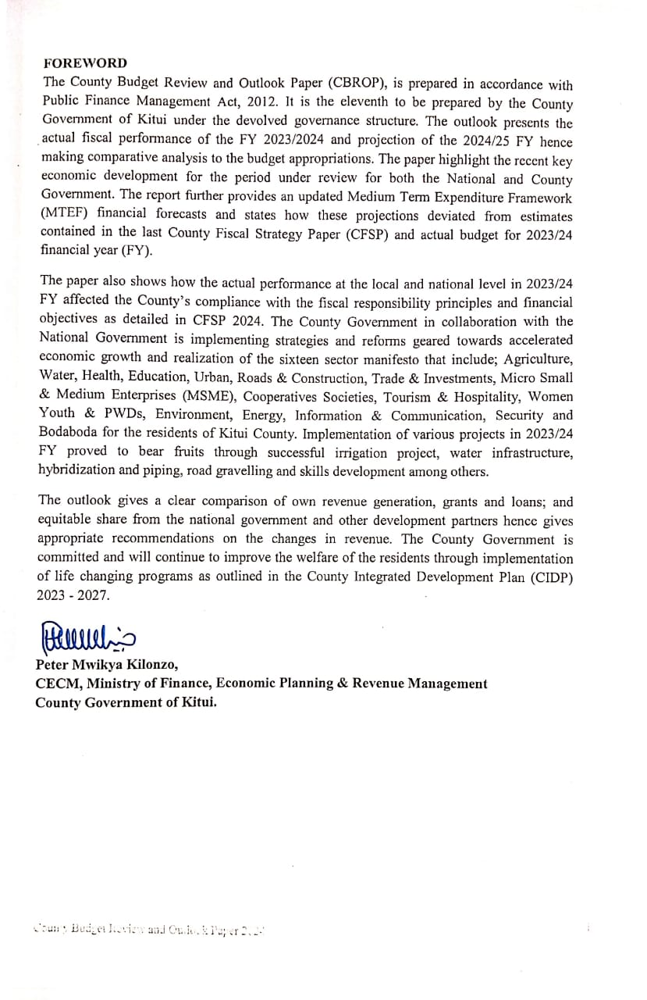 FOREWORD
The County Budget Review and Outlook Paper (CBROP), is prepared in accordance with
Public Finance Management Act, 2012. It is the eleventh to be prepared by the County
Government of Kitui under the devolved governance structure. The outlook presents the
actual fiscal performance of the FY 2023/2024 and projection of the 2024/25 FY hence
making comparative analysis to the budget appropriations. The paper highlight the recent key
economic development for the period under review for both the National and County
Government. The report further provides an updated Medium Term Expenditure Framework
(MTEF) financial forecasts and states how these projections deviated from estimates
contained in the last County Fiscal Strategy Paper (CFSP) and actual budget for 2023/24
financial year (FY).
The paper also shows how the actual performance at the local and national level in 2023/24
FY affected the County's compliance with the fiscal responsibility principles and financial
objectives as detailed in CFSP 2024. The County Government in collaboration with the
National Government is implementing strategies and reforms geared towards accelerated
economic growth and realization of the sixteen sector manifesto that include; Agriculture,
Water, Health, Education, Urban, Roads & Construction, Trade & Investments, Micro Small
& Medium Enterprises (MSME), Cooperatives Societies, Tourism & Hospitality, Women
Youth & PWDs, Environment, Energy, Information & Communication, Security and
Bodaboda for the residents of Kitui County. Implementation of various projects in 2023/24
FY proved to bear fruits through successful irrigation project, water infrastructure,
hybridization and piping, road gravelling and skills development among others.
The outlook gives a clear comparison of own revenue generation, grants and loans; and
equitable share from the national government and other development partners hence gives
appropriate recommendations on the changes in revenue. The County Government is
committed and will continue to improve the welfare of the residents through implementation
of life changing programs as outlined in the County Integrated Development Plan (CIDP)
2023 - 2027.
Peter Mwikya Kilonzo,
CECM, Ministry of Finance, Economic Planning & Revenue Management
County Government of Kitui.
County Budget Review and Outlook Paper